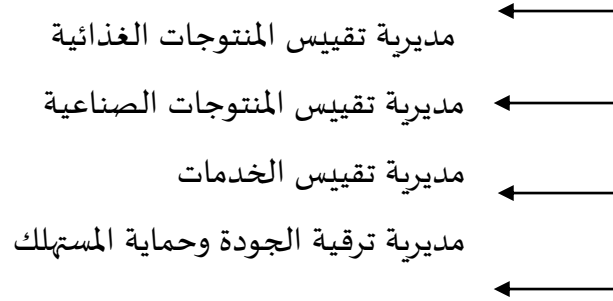 مديرية تقييس المنتوجات الغذائية
مديرية تقييس المنتوجات الصناعية
مديرية تقييس الخدمات
مديرية ترقية الجودة وحماية المستهلك